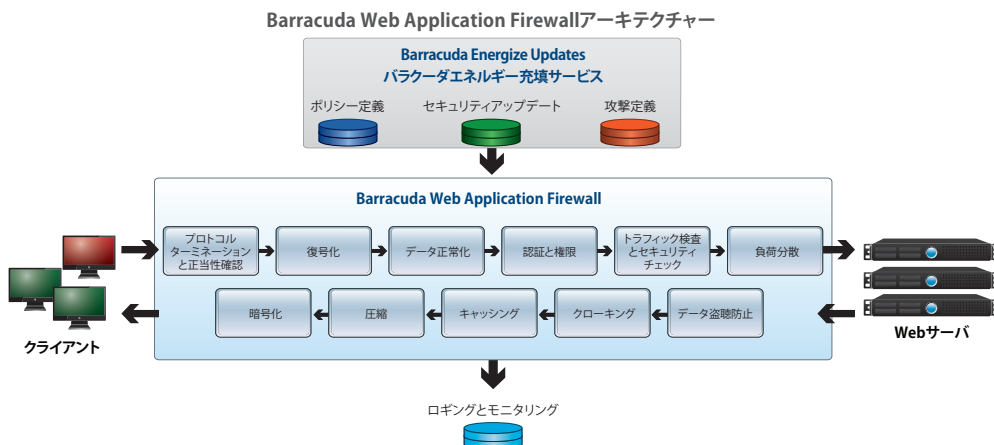 Barracuda Web Application Firewallアーキテクチャー
Barracuda Energize Updates
バラクーダエネルギー充填サービス
ポリシー定義
セキュリティアップデート
攻撃定義
Barracuda Web Application Firewall
プロトコル
ターミネーション
と正当性確認
復号化
データ正常化
認証と権限
トラフィック検査
とセキュリティ
チェック
負荷分散
暗号化
圧縮
キャッシング
クローキング
データ盗聴防止
クライアント
Webサーバ
ロギングとモニタリング